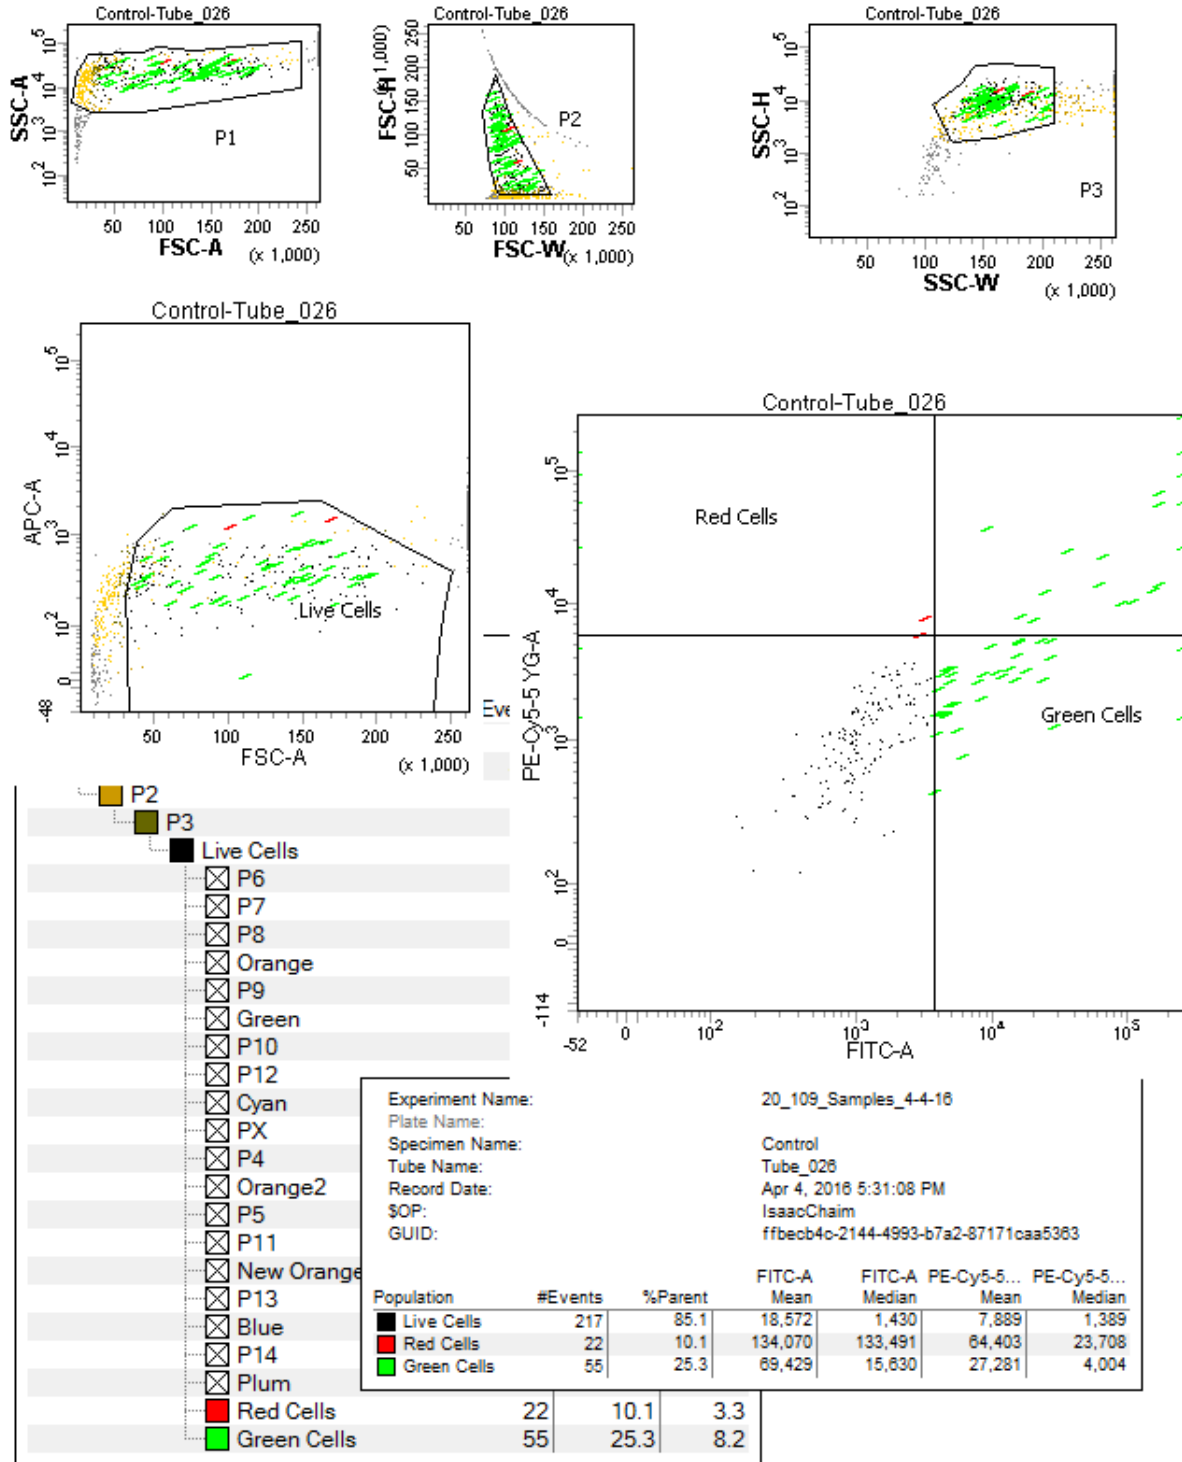 Control-Tube_026
SSC-A
10^5
10^4
10^3
10^2
P1
50 100 150 200 250
FSC-A (x 1,000)
Control-Tube_026
FSC-H (x 1,000)
250
200
150
100
50
P2
50 100 150 200 250
FSC-W (x 1,000)
Control-Tube_026
SSC-H
10^5
10^4
10^3
10^2
P3
50 100 150 200 250
SSC-W (x 1,000)
Control-Tube_026
APC-A
10^5
10^4
10^3
10^2
0
-48
Live Cells
50 100 150 200 250
FSC-A (x 1,000)
Control-Tube_026
PE-Cy5-5 YG-A
10^5
10^4
10^3
10^2
0
-114
Red Cells
Green Cells
-52 0 10^2 10^3 10^4 10^5
FITC-A
Eve
P2
P3
Live Cells
P6
P7
P8
Orange
P9
Green
P10
P12
Cyan
PX
P4
Orange2
P5
P11
New Orange
P13
Blue
P14
Plum
Red Cells 22 10.1 3.3
Green Cells 55 25.3 8.2
Experiment Name: 20_109_Samples_4-4-16
Plate Name:
Specimen Name: Control
Tube Name: Tube_026
Record Date: Apr 4, 2016 5:31:08 PM
$OP: IsaacChaim
GUID: ffbecb4c-2144-4993-b7a2-87171caa5363
FITC-A FITC-A PE-Cy5-5... PE-Cy5-5...
Population #Events %Parent Mean Median Mean Median
Live Cells 217 85.1 18,572 1,430 7,889 1,389
Red Cells 22 10.1 134,070 133,491 64,403 23,708
Green Cells 55 25.3 69,429 15,630 27,281 4,004